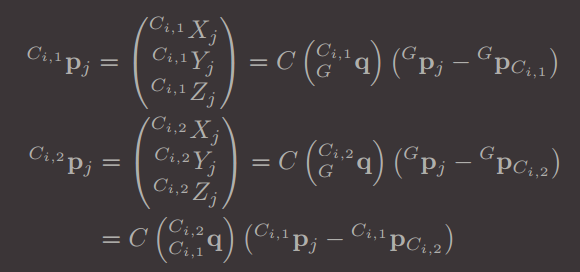 $^{C_{i,1}}\mathbf{p}_j = \begin{pmatrix} ^{C_{i,1}}X_j \\ ^{C_{i,1}}Y_j \\ ^{C_{i,1}}Z_j \end{pmatrix} = C\left(^{C_{i,1}}_{G}\mathbf{q}\right)\left(^{G}\mathbf{p}_j - {}^{G}\mathbf{p}_{C_{i,1}}\right)$
$^{C_{i,2}}\mathbf{p}_j = \begin{pmatrix} ^{C_{i,2}}X_j \\ ^{C_{i,2}}Y_j \\ ^{C_{i,2}}Z_j \end{pmatrix} = C\left(^{C_{i,2}}_{G}\mathbf{q}\right)\left(^{G}\mathbf{p}_j - {}^{G}\mathbf{p}_{C_{i,2}}\right)$
$= C\left(^{C_{i,2}}_{C_{i,1}}\mathbf{q}\right)\left(^{C_{i,1}}\mathbf{p}_j - {}^{C_{i,1}}\mathbf{p}_{C_{i,2}}\right)$